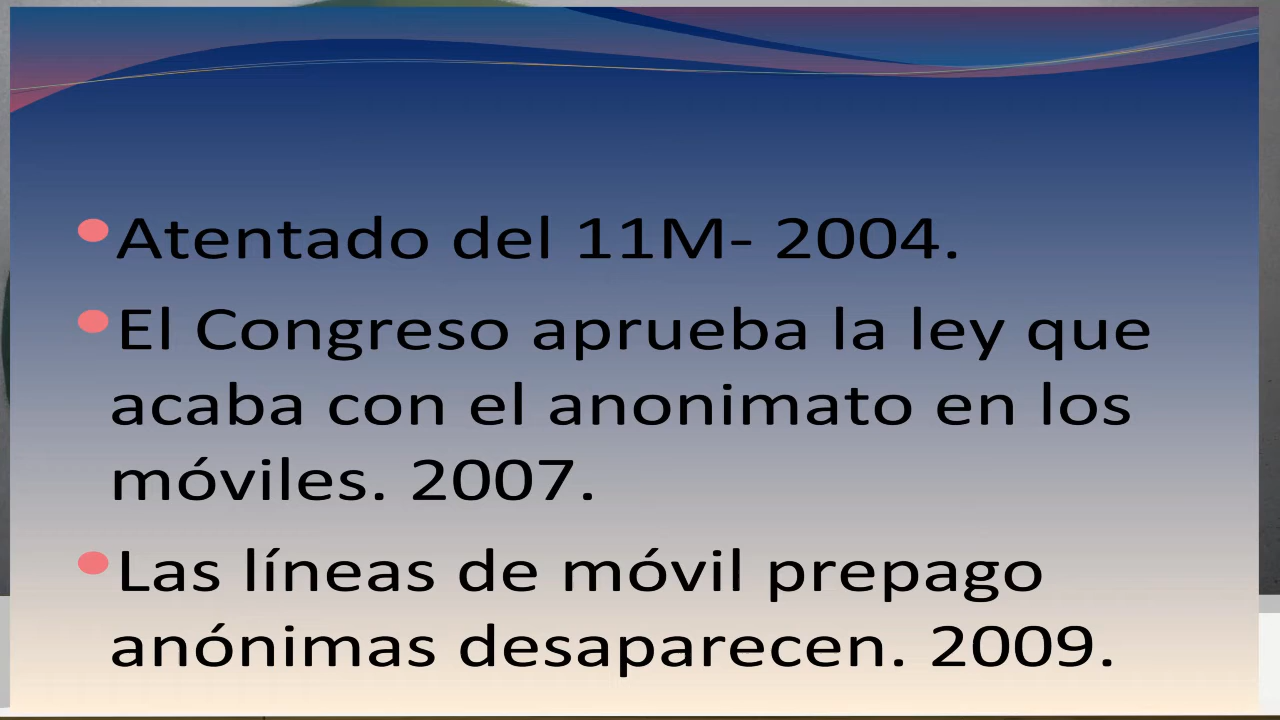 •Atentado del 11M- 2004.
•El Congreso aprueba la ley que
acaba con el anonimato en los
móviles. 2007.
•Las líneas de móvil prepago
anónimas desaparecen. 2009.